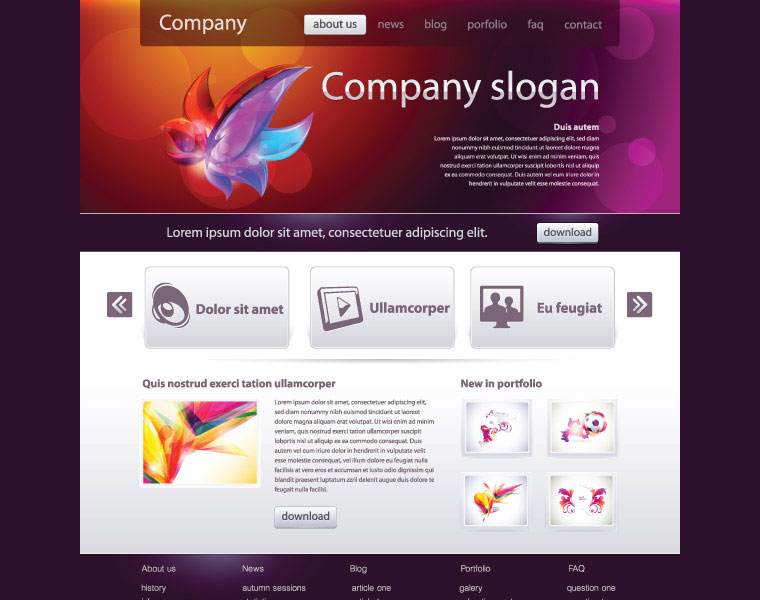 Company
about us
news
blog
porfolio
faq
contact
Company slogan
Duis autem
Lorem ipsum dolor sit amet, consectetuer adipiscing elit, sed
diam nonummy nibh euismod tincidunt ut laoreet dolore magna
aliquam erat volutpat. Ut wisi enim ad minim veniam, quis
nostrud exerci tation ullamcorper suscipit lobortis nisl ut aliquip
ex ea commodo consequat. Duis autem vel eum iriure dolor in
hendrerit in vulputate velit esse molestie consequat.
Lorem ipsum dolor sit amet, consectetuer adipiscing elit.
download
Dolor sit amet
Ullamcorper
Eu feugiat
Quis nostrud exerci tation ullamcorper
Lorem ipsum dolor sit amet, consectetuer adipiscing elit,
sed diam nonummy nibh euismod tincidunt ut laoreet
dolore magna aliquam erat volutpat. Ut wisi enim ad minim
veniam, quis nostrud exerci tation ullamcorper suscipit
lobortis nisl ut aliquip ex ea commodo consequat. Duis
autem vel eum iriure dolor in hendrerit in vulputate velit
esse molestie consequat, vel illum dolore eu feugiat nulla
facilisis at vero eros et accumsan et iusto odio dignissim qui
blandit praesent luptatum zzril delenit augue duis dolore te
feugait nulla facilisi.
download
New in portfolio
About us
News
Blog
Portfolio
FAQ
history
autumn sessions
article one
galery
question one